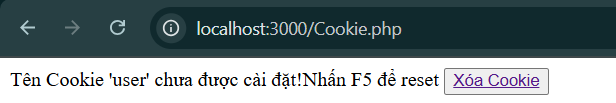 localhost:3000/Cookie.php
Tên Cookie 'user' chưa được cài đặt!Nhấn F5 để reset Xóa Cookie